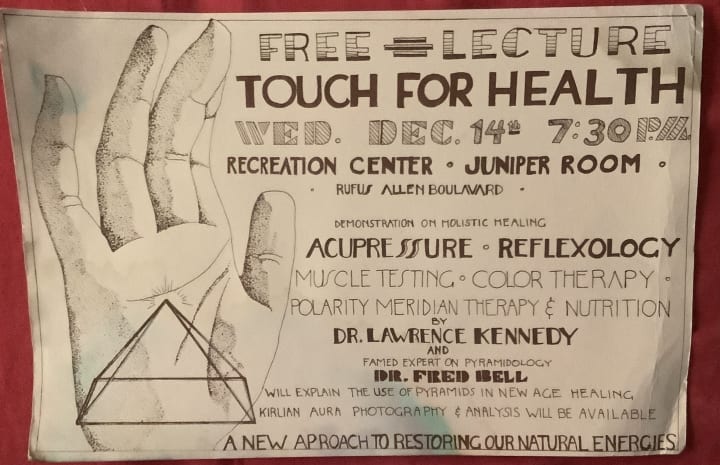 FREE = LECTURE
TOUCH FOR HEALTH
WED. DEC. 14th 7:30 P.M.
RECREATION CENTER • JUNIPER ROOM •
• RUFUS ALLEN BOULAVARD •
DEMONSTRATION ON HOLISTIC HEALING
ACUPRESSURE • REFLEXOLOGY
MUSCLE TESTING • COLOR THERAPY •
POLARITY MERIDIAN THERAPY & NUTRITION
BY
DR. LAWRENCE KENNEDY
AND
FAMED EXPERT ON PYRAMIDOLOGY
DR. FRED BELL
WILL EXPLAIN THE USE OF PYRAMIDS IN NEW AGE HEALING
KIRLIAN AURA PHOTOGRAPHY & ANALYSIS WILL BE AVAILABLE
A NEW APROACH TO RESTORING OUR NATURAL ENERGIES